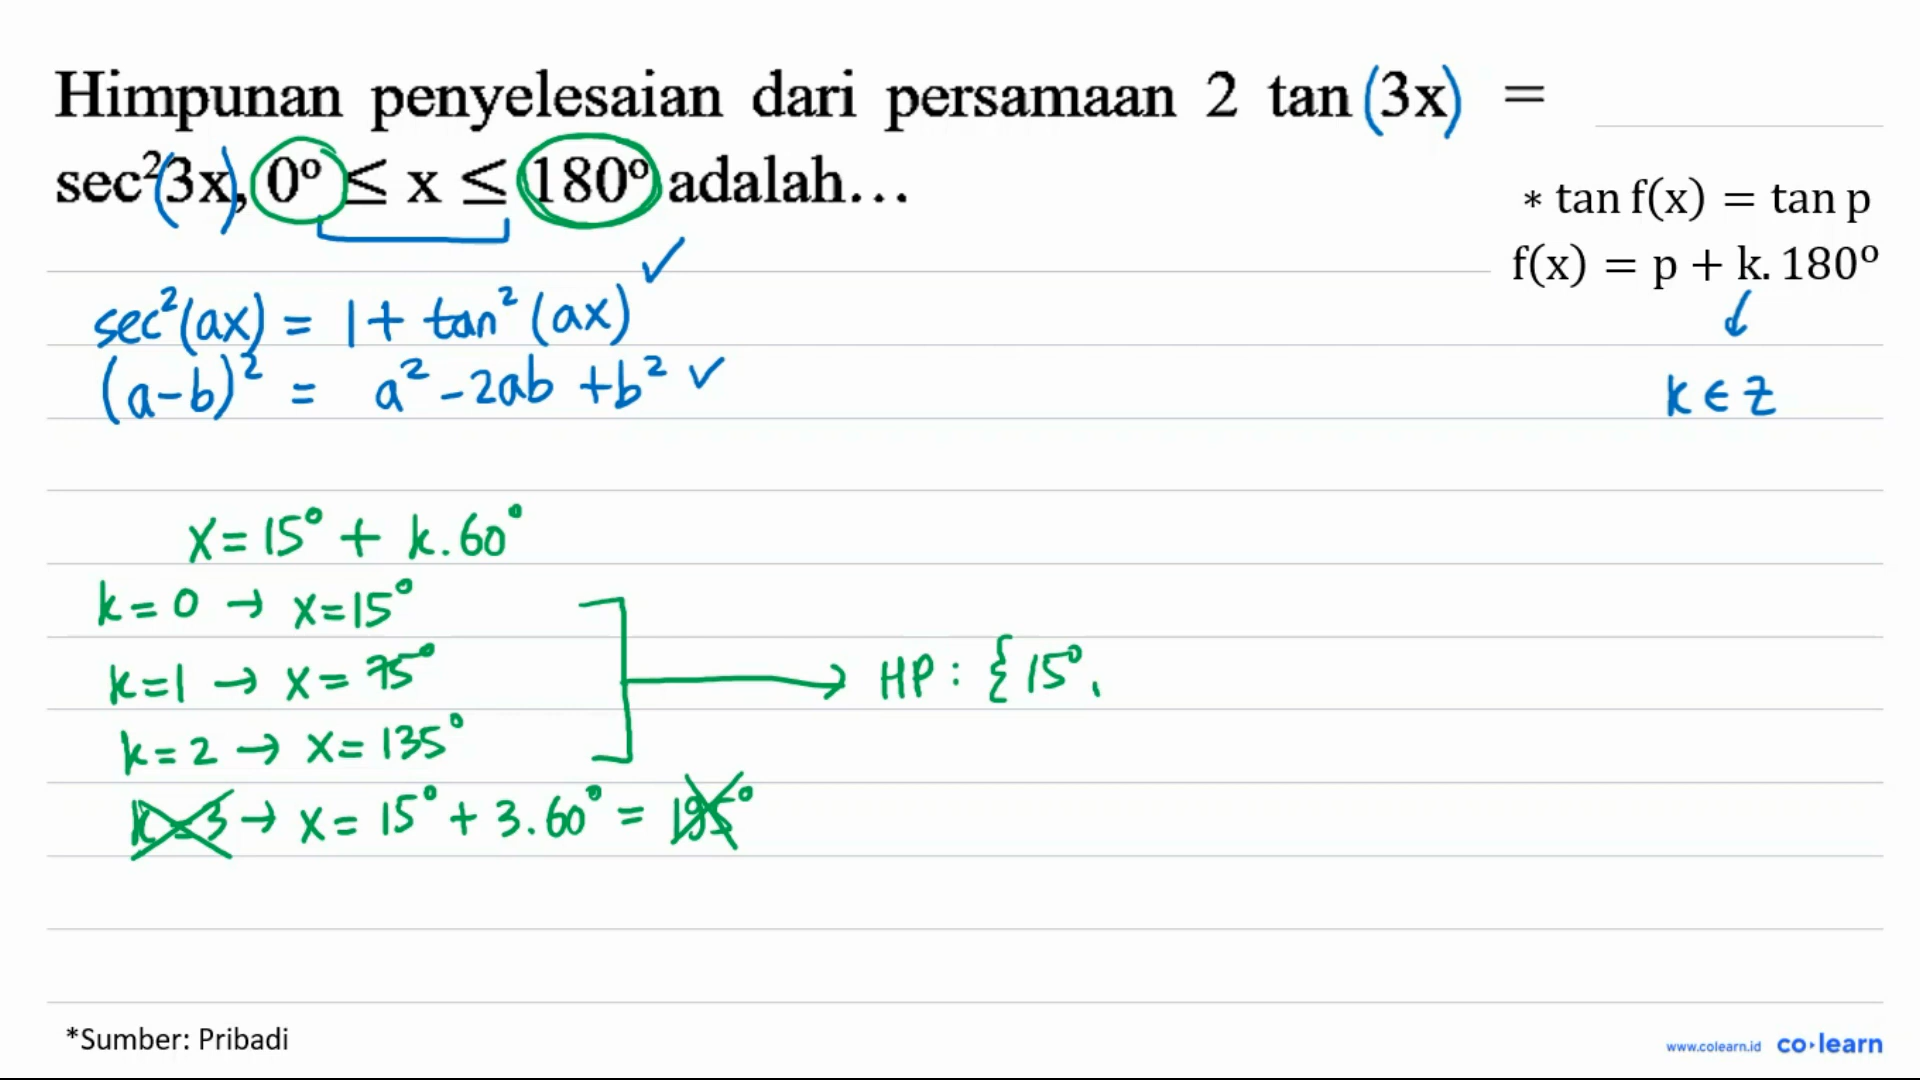 Himpunan penyelesaian dari persamaan 2 tan(3x) =
sec²(3x), 0° ≤ x ≤ 180° adalah...
* tan f(x) = tan p
f(x) = p + k. 180°
k ∈ Z
sec²(ax) = 1 + tan²(ax) ✓
(a-b)² = a² - 2ab + b² ✓
x = 15° + k.60°
k = 0 → x = 15°
k = 1 → x = 75°
k = 2 → x = 135°
k = 3 → x = 15° + 3.60° = 195°
→ HP : { 15°,
*Sumber: Pribadi
www.colearn.id co·learn